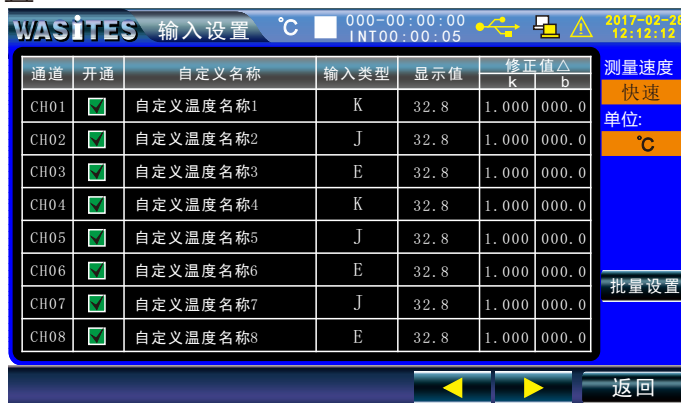 WASITES 输入设置 ℃ 000-00:00:00 2017-02-28
INT00:00:05 12:12:12
通道 开通 自定义名称 输入类型 显示值 修正值△ 测量速度
k b 快速
CH01 自定义温度名称1 K 32.8 1.000 000.0 单位:
CH02 自定义温度名称2 J 32.8 1.000 000.0 ℃
CH03 自定义温度名称3 E 32.8 1.000 000.0
CH04 自定义温度名称4 K 32.8 1.000 000.0
CH05 自定义温度名称5 J 32.8 1.000 000.0
CH06 自定义温度名称6 E 32.8 1.000 000.0
批量设置
CH07 自定义温度名称7 J 32.8 1.000 000.0
CH08 自定义温度名称8 E 32.8 1.000 000.0
返回